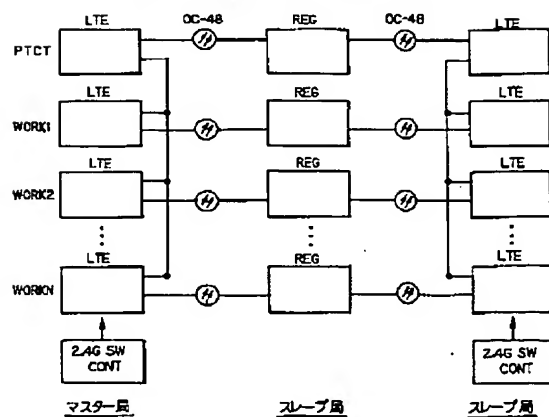 LTE OC-48 REG OC-48 LTE
PTCT
LTE REG LTE
WORK1
LTE REG LTE
WORK2
LTE REG LTE
WORKN
2.4G SW CONT 2.4G SW CONT
マスター局 スレーブ局 スレーブ局